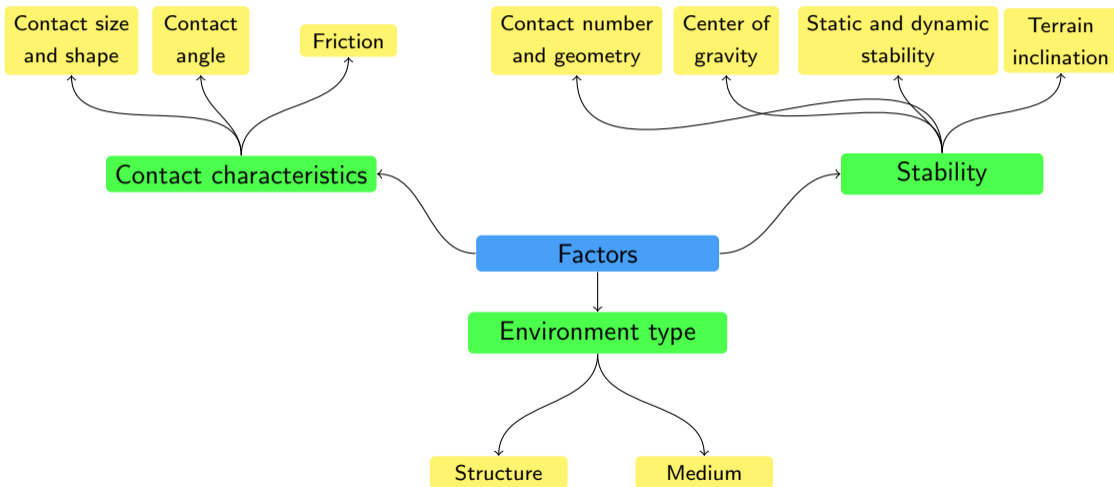 Contact size
and shape
Contact
angle
Friction
Contact number
and geometry
Center of
gravity
Static and dynamic
stability
Terrain
inclination
Contact characteristics
Stability
Factors
Environment type
Structure
Medium